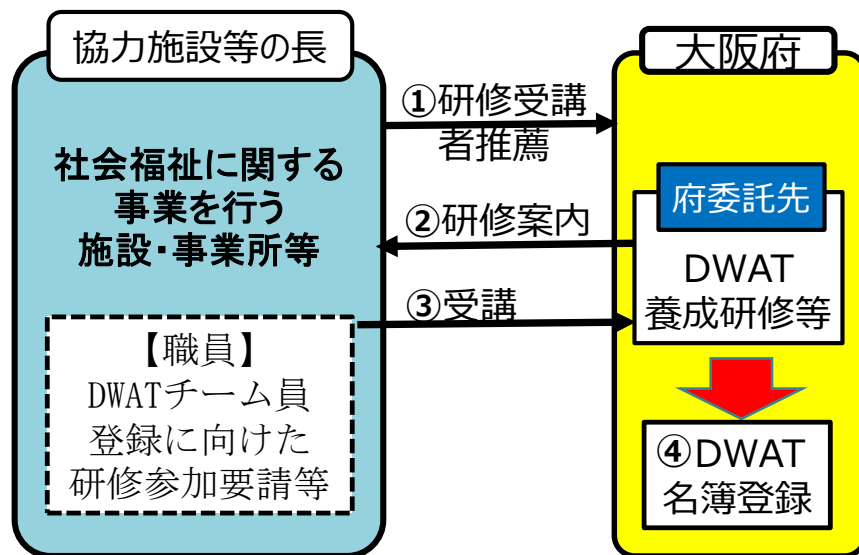 協力施設等の長
社会福祉に関する
事業を行う
施設・事業所等
【職員】
DWATチーム員
登録に向けた
研修参加要請等
①研修受講
者推薦
②研修案内
③受講
大阪府
府委託先
DWAT
養成研修等
④DWAT
名簿登録